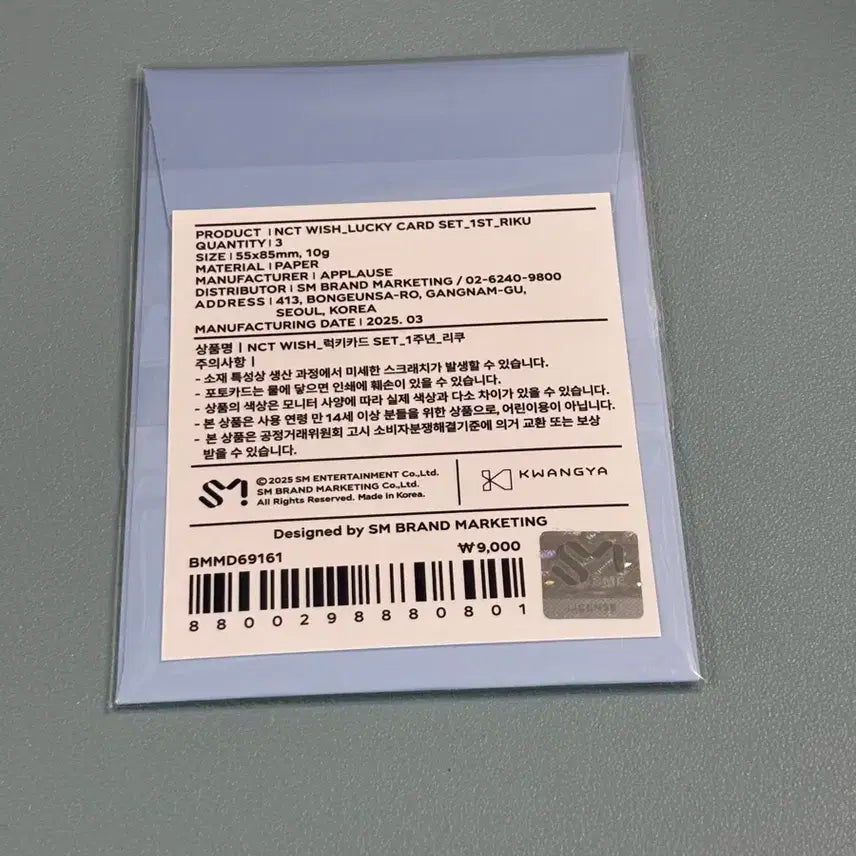 PRODUCT | NCT WISH_LUCKY CARD SET_1ST_RIKU
QUANTITY | 3
SIZE | 55x85mm, 10g
MATERIAL | PAPER
MANUFACTURER | APPLAUSE
DISTRIBUTOR | SM BRAND MARKETING / 02-6240-9800
ADDRESS | 413, BONGEUNSA-RO, GANGNAM-GU,
SEOUL, KOREA
MANUFACTURING DATE | 2025. 03
상품명 | NCT WISH_럭키카드 SET_1주년_리쿠
주의사항 |
- 소재 특성상 생산 과정에서 미세한 스크래치가 발생할 수 있습니다.
- 포토카드는 물에 닿으면 인쇄에 훼손이 있을 수 있습니다.
- 상품의 색상은 모니터 사양에 따라 실제 색상과 다소 차이가 있을 수 있습니다.
- 본 상품은 사용 연령 만 14세 이상 분들을 위한 상품으로, 어린이용이 아닙니다.
- 본 상품은 공정거래위원회 고시 소비자분쟁해결기준에 의거 교환 또는 보상
받을 수 있습니다.
SM!
©2025 SM ENTERTAINMENT Co.,Ltd.
SM BRAND MARKETING Co.,Ltd.
All Rights Reserved. Made in Korea.
KWANGYA
Designed by SM BRAND MARKETING
BMMD69161
₩9,000
8800298880801
SM
LICENSE